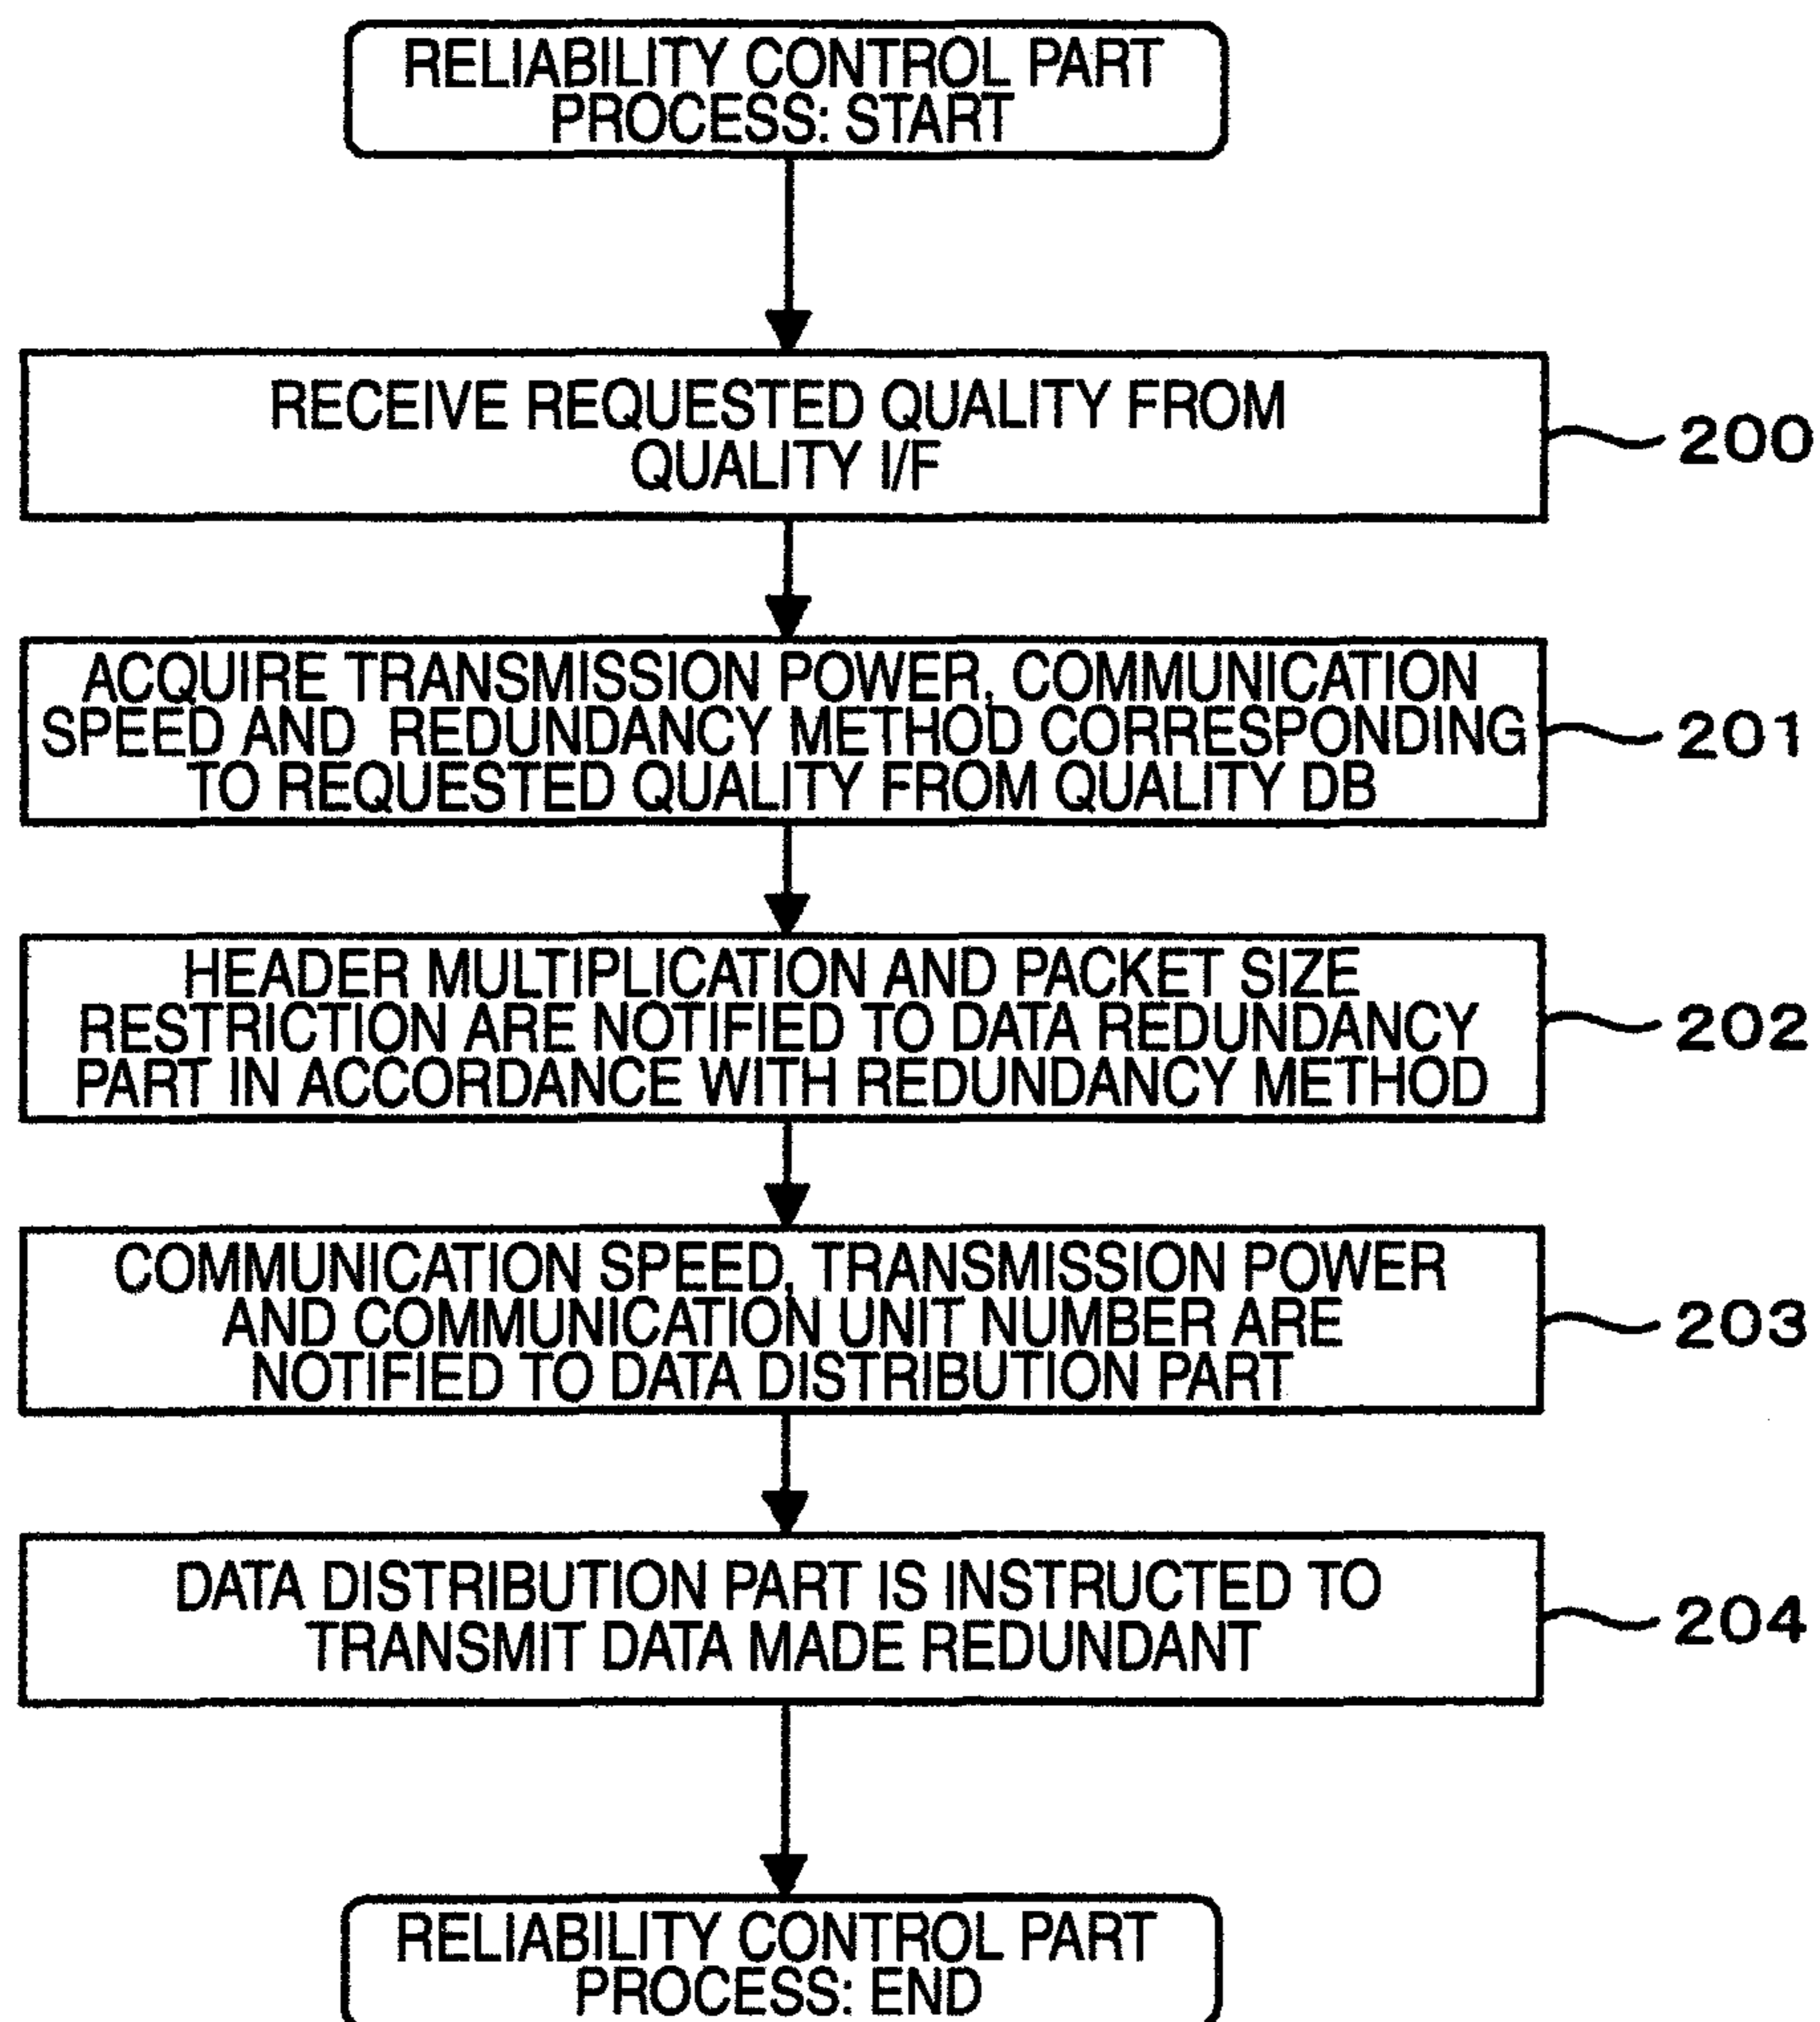 RELIABILITY CONTROL PART
PROCESS: START
RECEIVE REQUESTED QUALITY FROM
QUALITY I/F
200
ACQUIRE TRANSMISSION POWER, COMMUNICATION
SPEED AND REDUNDANCY METHOD CORRESPONDING
TO REQUESTED QUALITY FROM QUALITY DB
201
HEADER MULTIPLICATION AND PACKET SIZE
RESTRICTION ARE NOTIFIED TO DATA REDUNDANCY
PART IN ACCORDANCE WITH REDUNDANCY METHOD
202
COMMUNICATION SPEED, TRANSMISSION POWER
AND COMMUNICATION UNIT NUMBER ARE
NOTIFIED TO DATA DISTRIBUTION PART
203
DATA DISTRIBUTION PART IS INSTRUCTED TO
TRANSMIT DATA MADE REDUNDANT
204
RELIABILITY CONTROL PART
PROCESS: END